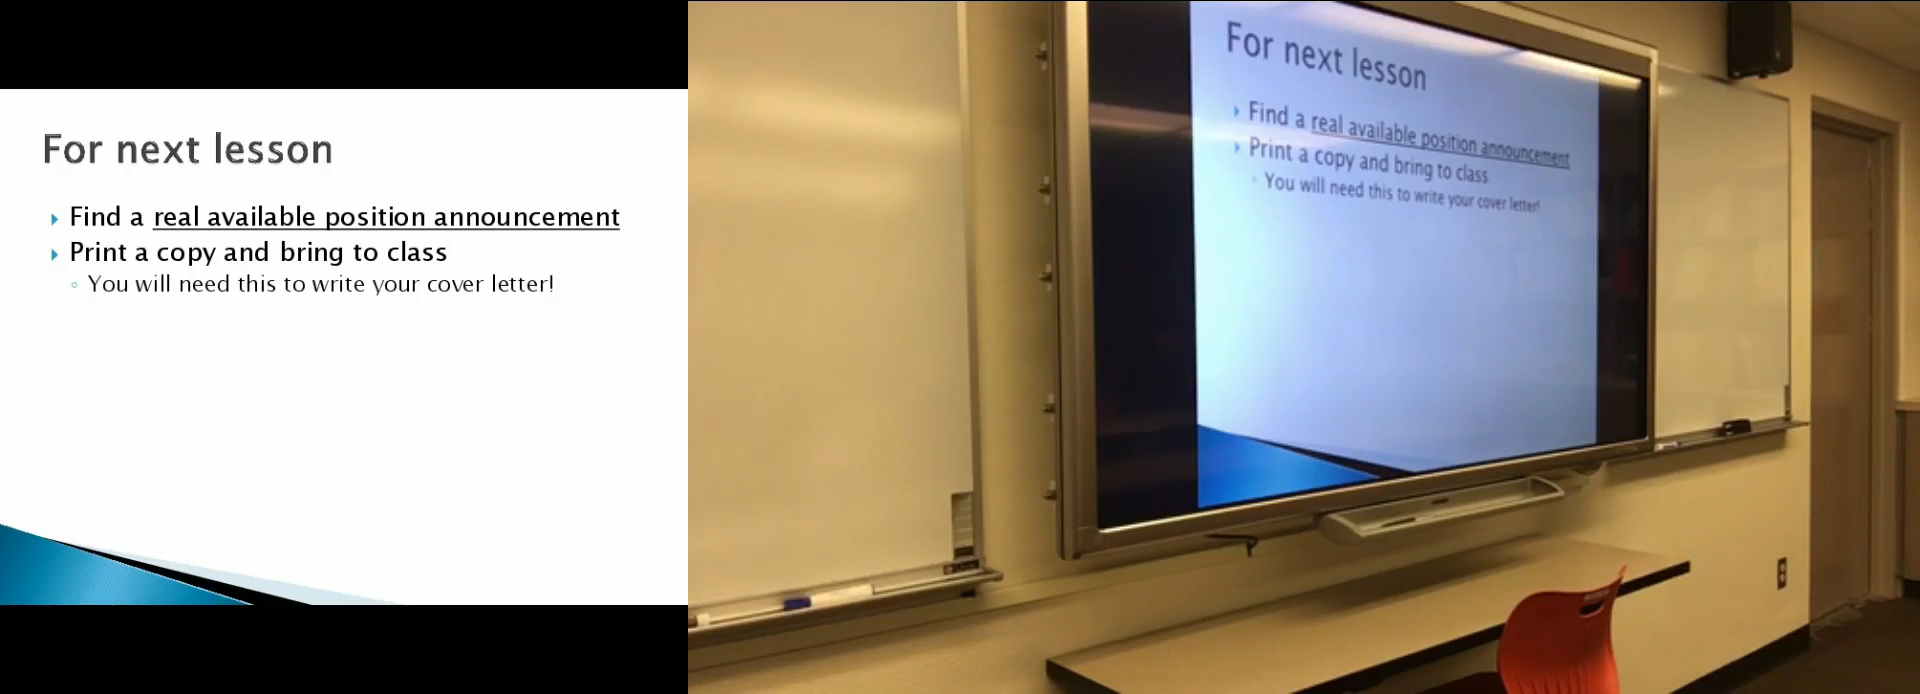 For next lesson
Find a real available position announcement
Print a copy and bring to class
You will need this to write your cover letter!
For next lesson
Find a real available position announcement
Print a copy and bring to class
You will need this to write your cover letter!